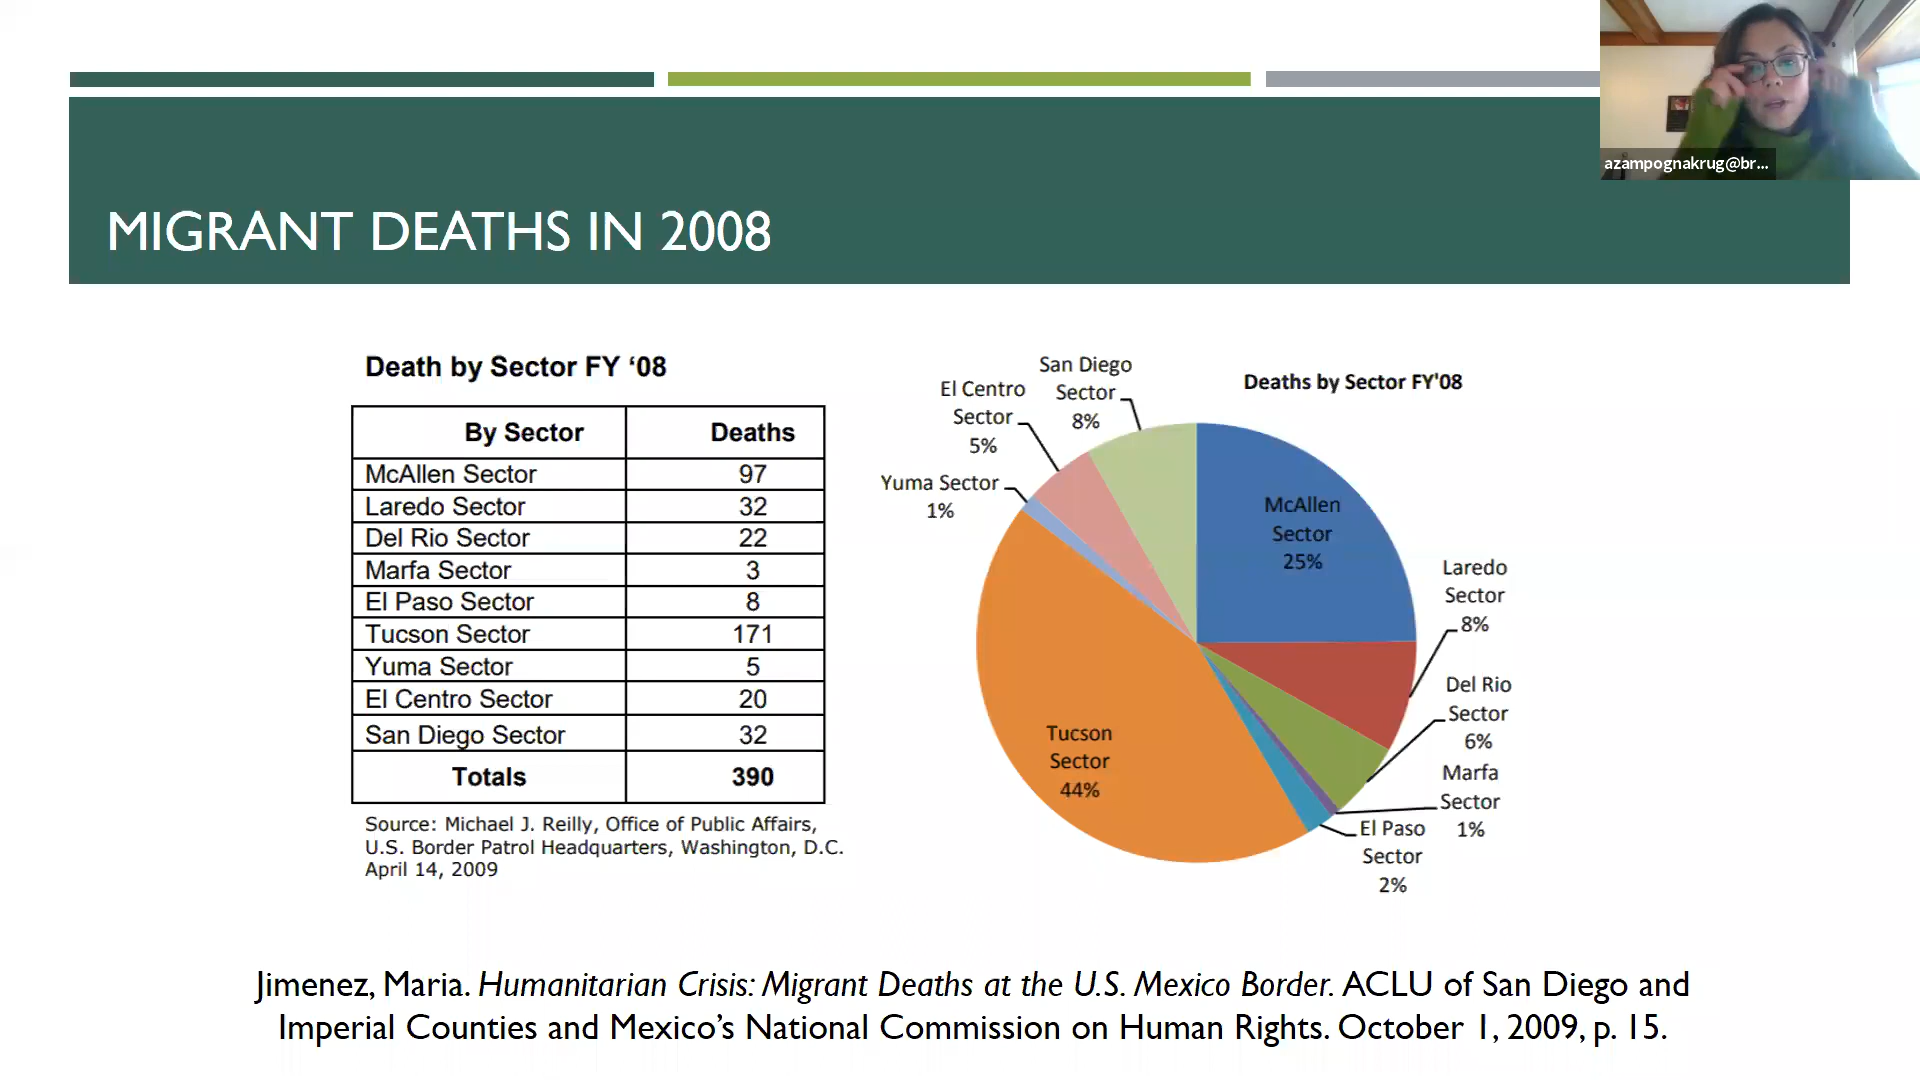 azampognakrug@br...
MIGRANT DEATHS IN 2008
Death by Sector FY ‘08
By Sector Deaths
McAllen Sector 97
Laredo Sector 32
Del Rio Sector 22
Marfa Sector 3
El Paso Sector 8
Tucson Sector 171
Yuma Sector 5
El Centro Sector 20
San Diego Sector 32
Totals 390
Source: Michael J. Reilly, Office of Public Affairs,
U.S. Border Patrol Headquarters, Washington, D.C.
April 14, 2009
Deaths by Sector FY'08
San Diego
Sector
8%
El Centro
Sector
5%
Yuma Sector
1%
McAllen
Sector
25%
Laredo
Sector
8%
Del Rio
Sector
6%
Marfa
Sector
1%
El Paso
Sector
2%
Tucson
Sector
44%
Jimenez, Maria. Humanitarian Crisis: Migrant Deaths at the U.S. Mexico Border. ACLU of San Diego and
Imperial Counties and Mexico’s National Commission on Human Rights. October 1, 2009, p. 15.